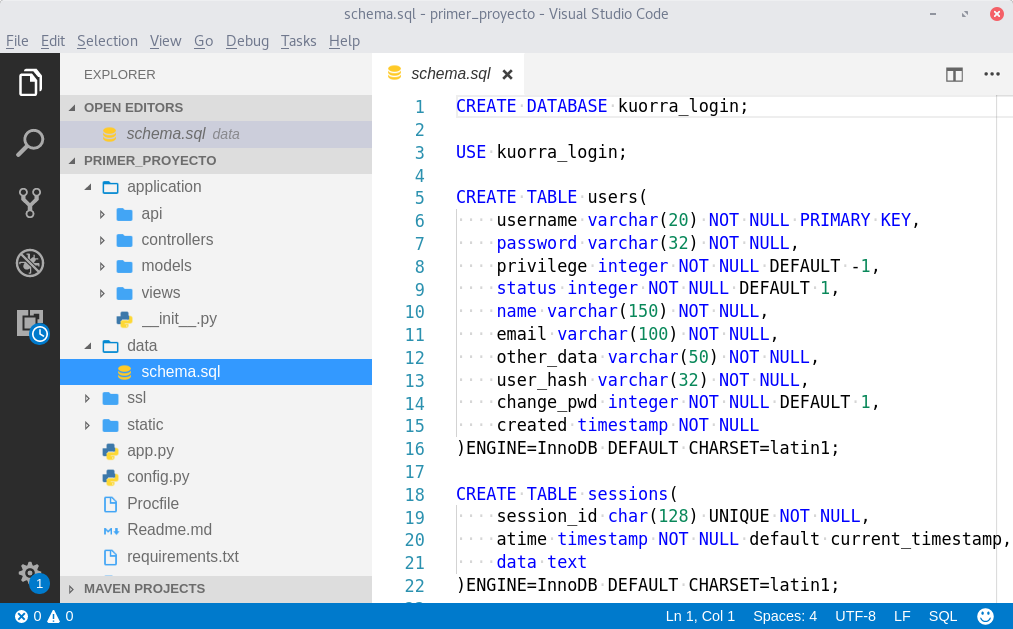 schema.sql - primer_proyecto - Visual Studio Code
File Edit Selection View Go Debug Tasks Help
EXPLORER
OPEN EDITORS
schema.sql data
PRIMER_PROYECTO
application
api
controllers
models
views
__init__.py
data
schema.sql
ssl
static
app.py
config.py
Procfile
Readme.md
requirements.txt
MAVEN PROJECTS
1
schema.sql
1 CREATE DATABASE kuorra_login;
2
3 USE kuorra_login;
4
5 CREATE TABLE users(
6 username varchar(20) NOT NULL PRIMARY KEY,
7 password varchar(32) NOT NULL,
8 privilege integer NOT NULL DEFAULT -1,
9 status integer NOT NULL DEFAULT 1,
10 name varchar(150) NOT NULL,
11 email varchar(100) NOT NULL,
12 other_data varchar(50) NOT NULL,
13 user_hash varchar(32) NOT NULL,
14 change_pwd integer NOT NULL DEFAULT 1,
15 created timestamp NOT NULL
16 )ENGINE=InnoDB DEFAULT CHARSET=latin1;
17
18 CREATE TABLE sessions(
19 session_id char(128) UNIQUE NOT NULL,
20 atime timestamp NOT NULL default current_timestamp,
21 data text
22 )ENGINE=InnoDB DEFAULT CHARSET=latin1;
0 0 Ln 1, Col 1 Spaces: 4 UTF-8 LF SQL